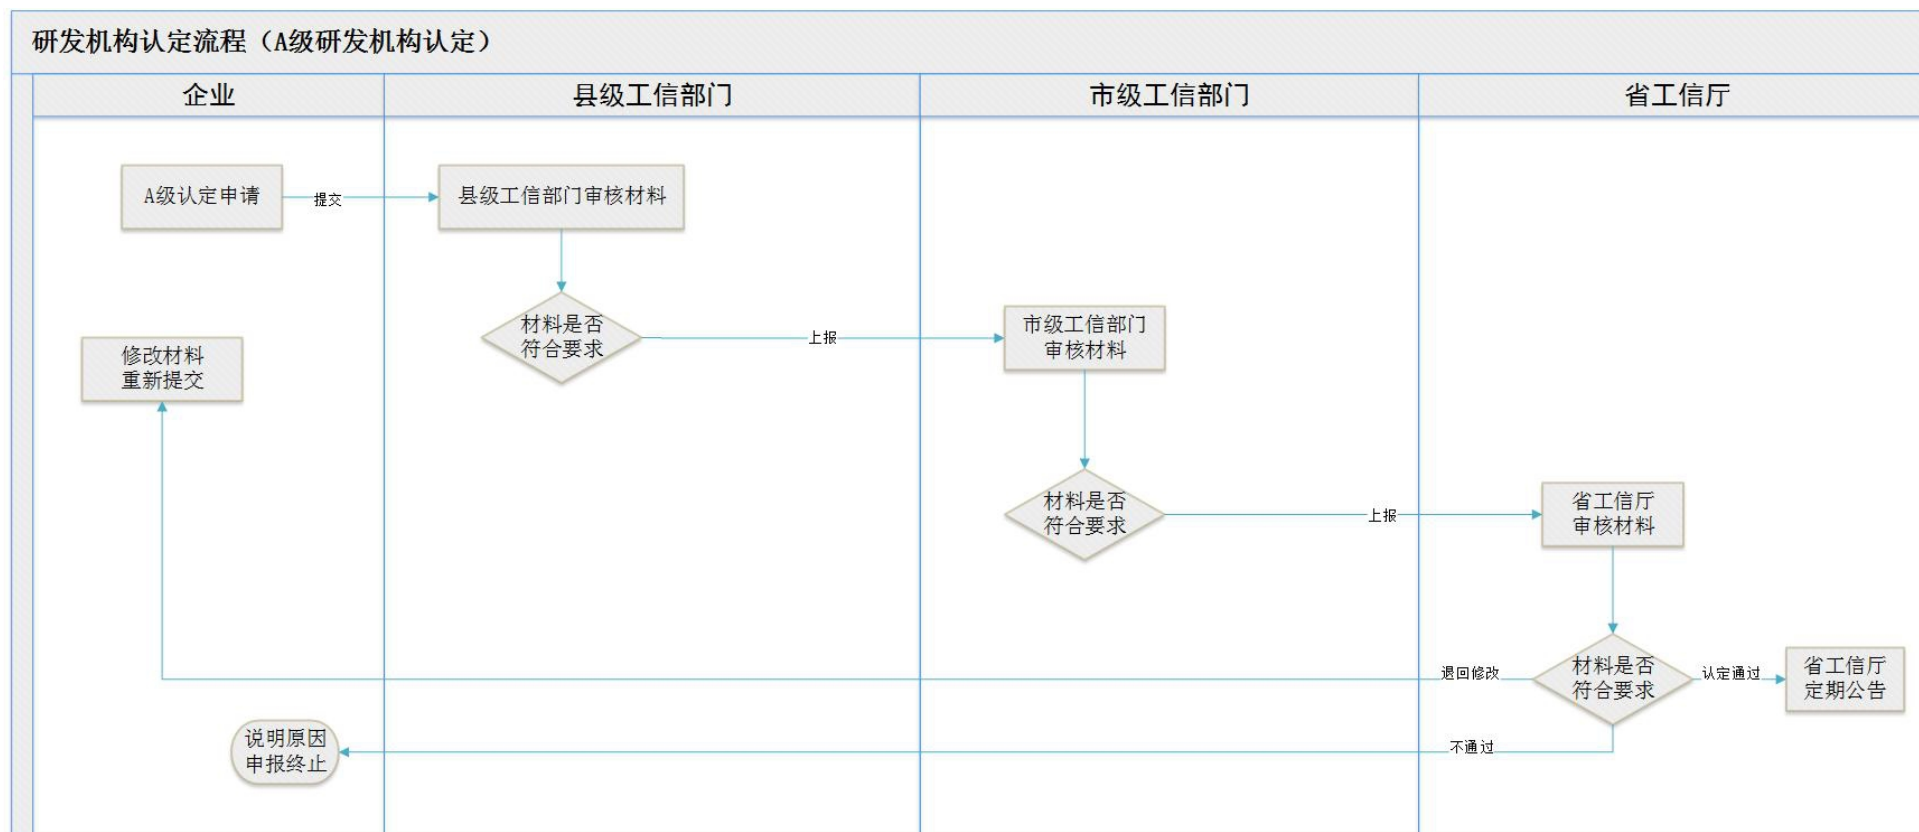 研发机构认定流程（A级研发机构认定）
企业
县级工信部门
市级工信部门
省工信厅
A级认定申请
提交
县级工信部门审核材料
材料是否
符合要求
上报
市级工信部门
审核材料
修改材料
重新提交
材料是否
符合要求
上报
省工信厅
审核材料
退回修改
材料是否
符合要求
认定通过
省工信厅
定期公告
说明原因
申报终止
不通过